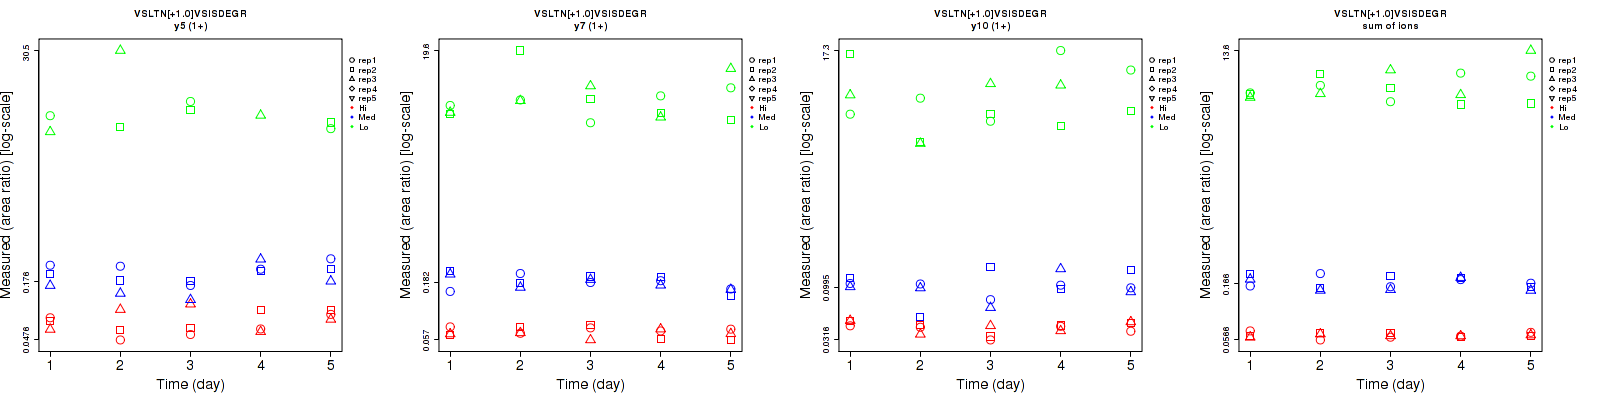 VSLTN[+1.0]VSISDEGR
y5 (1+)
Measured (area ratio) [log-scale]
30.5
0.176
0.0476
1 2 3 4 5
Time (day)
rep1
rep2
rep3
rep4
rep5
Hi
Med
Lo
VSLTN[+1.0]VSISDEGR
y7 (1+)
Measured (area ratio) [log-scale]
19.6
0.182
0.057
1 2 3 4 5
Time (day)
rep1
rep2
rep3
rep4
rep5
Hi
Med
Lo
VSLTN[+1.0]VSISDEGR
y10 (1+)
Measured (area ratio) [log-scale]
17.3
0.0995
0.0316
1 2 3 4 5
Time (day)
rep1
rep2
rep3
rep4
rep5
Hi
Med
Lo
VSLTN[+1.0]VSISDEGR
sum of ions
Measured (area ratio) [log-scale]
13.6
0.166
0.0566
1 2 3 4 5
Time (day)
rep1
rep2
rep3
rep4
rep5
Hi
Med
Lo